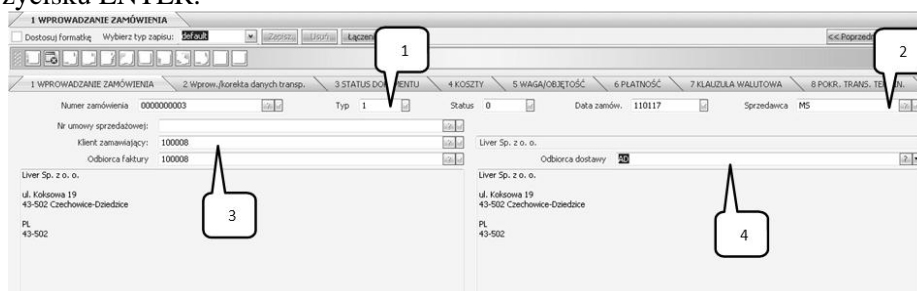 życisku ENTER.
1 WPROWADZANIE ZAMÓWIENIA
Dostosuj formatkę Wybierz typ zapisu: default Zapisz Usuń Łączeni << Poprzed
1
2
1 WPROWADZANIE ZAMÓWIENIA 2 Wprow./korekta danych transp. 3 STATUS DOKUMENTU 4 KOSZTY 5 WAGA/OBJĘTOŚĆ 6 PŁATNOŚĆ 7 KLAUZULA WALUTOWA 8 POKR. TRANS. TE N.
Numer zamówienia 0000000003 Typ 1 Status 0 Data zamów. 110117 Sprzedawca MS
Nr umowy sprzedażowej:
Klient zamawiający: 100008 Liver Sp. z o. o.
Odbiorca faktury 100008 Odbiorca dostawy AD
Liver Sp. z o. o. Liver Sp. z o. o.
ul. Koksowa 19 ul. Koksowa 19
43-502 Czechowice-Dziedzice 43-502 Czechowice-Dziedzice
3
4
PL PL
43-502 43-502